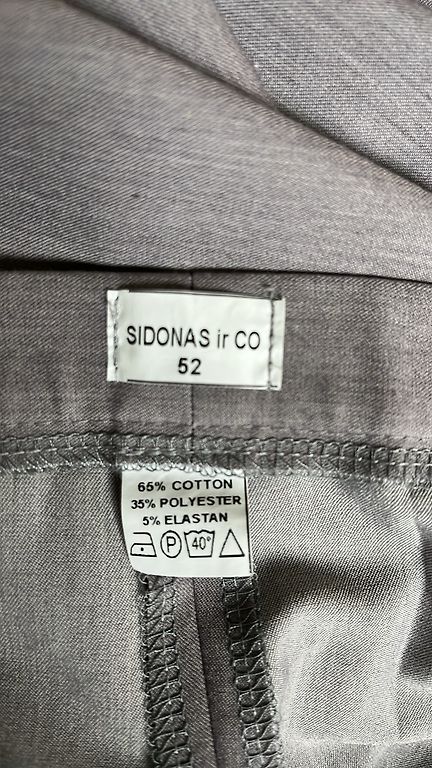 SIDONAS ir CO
52
65% COTTON
35% POLYESTER
5% ELASTAN
P 40°